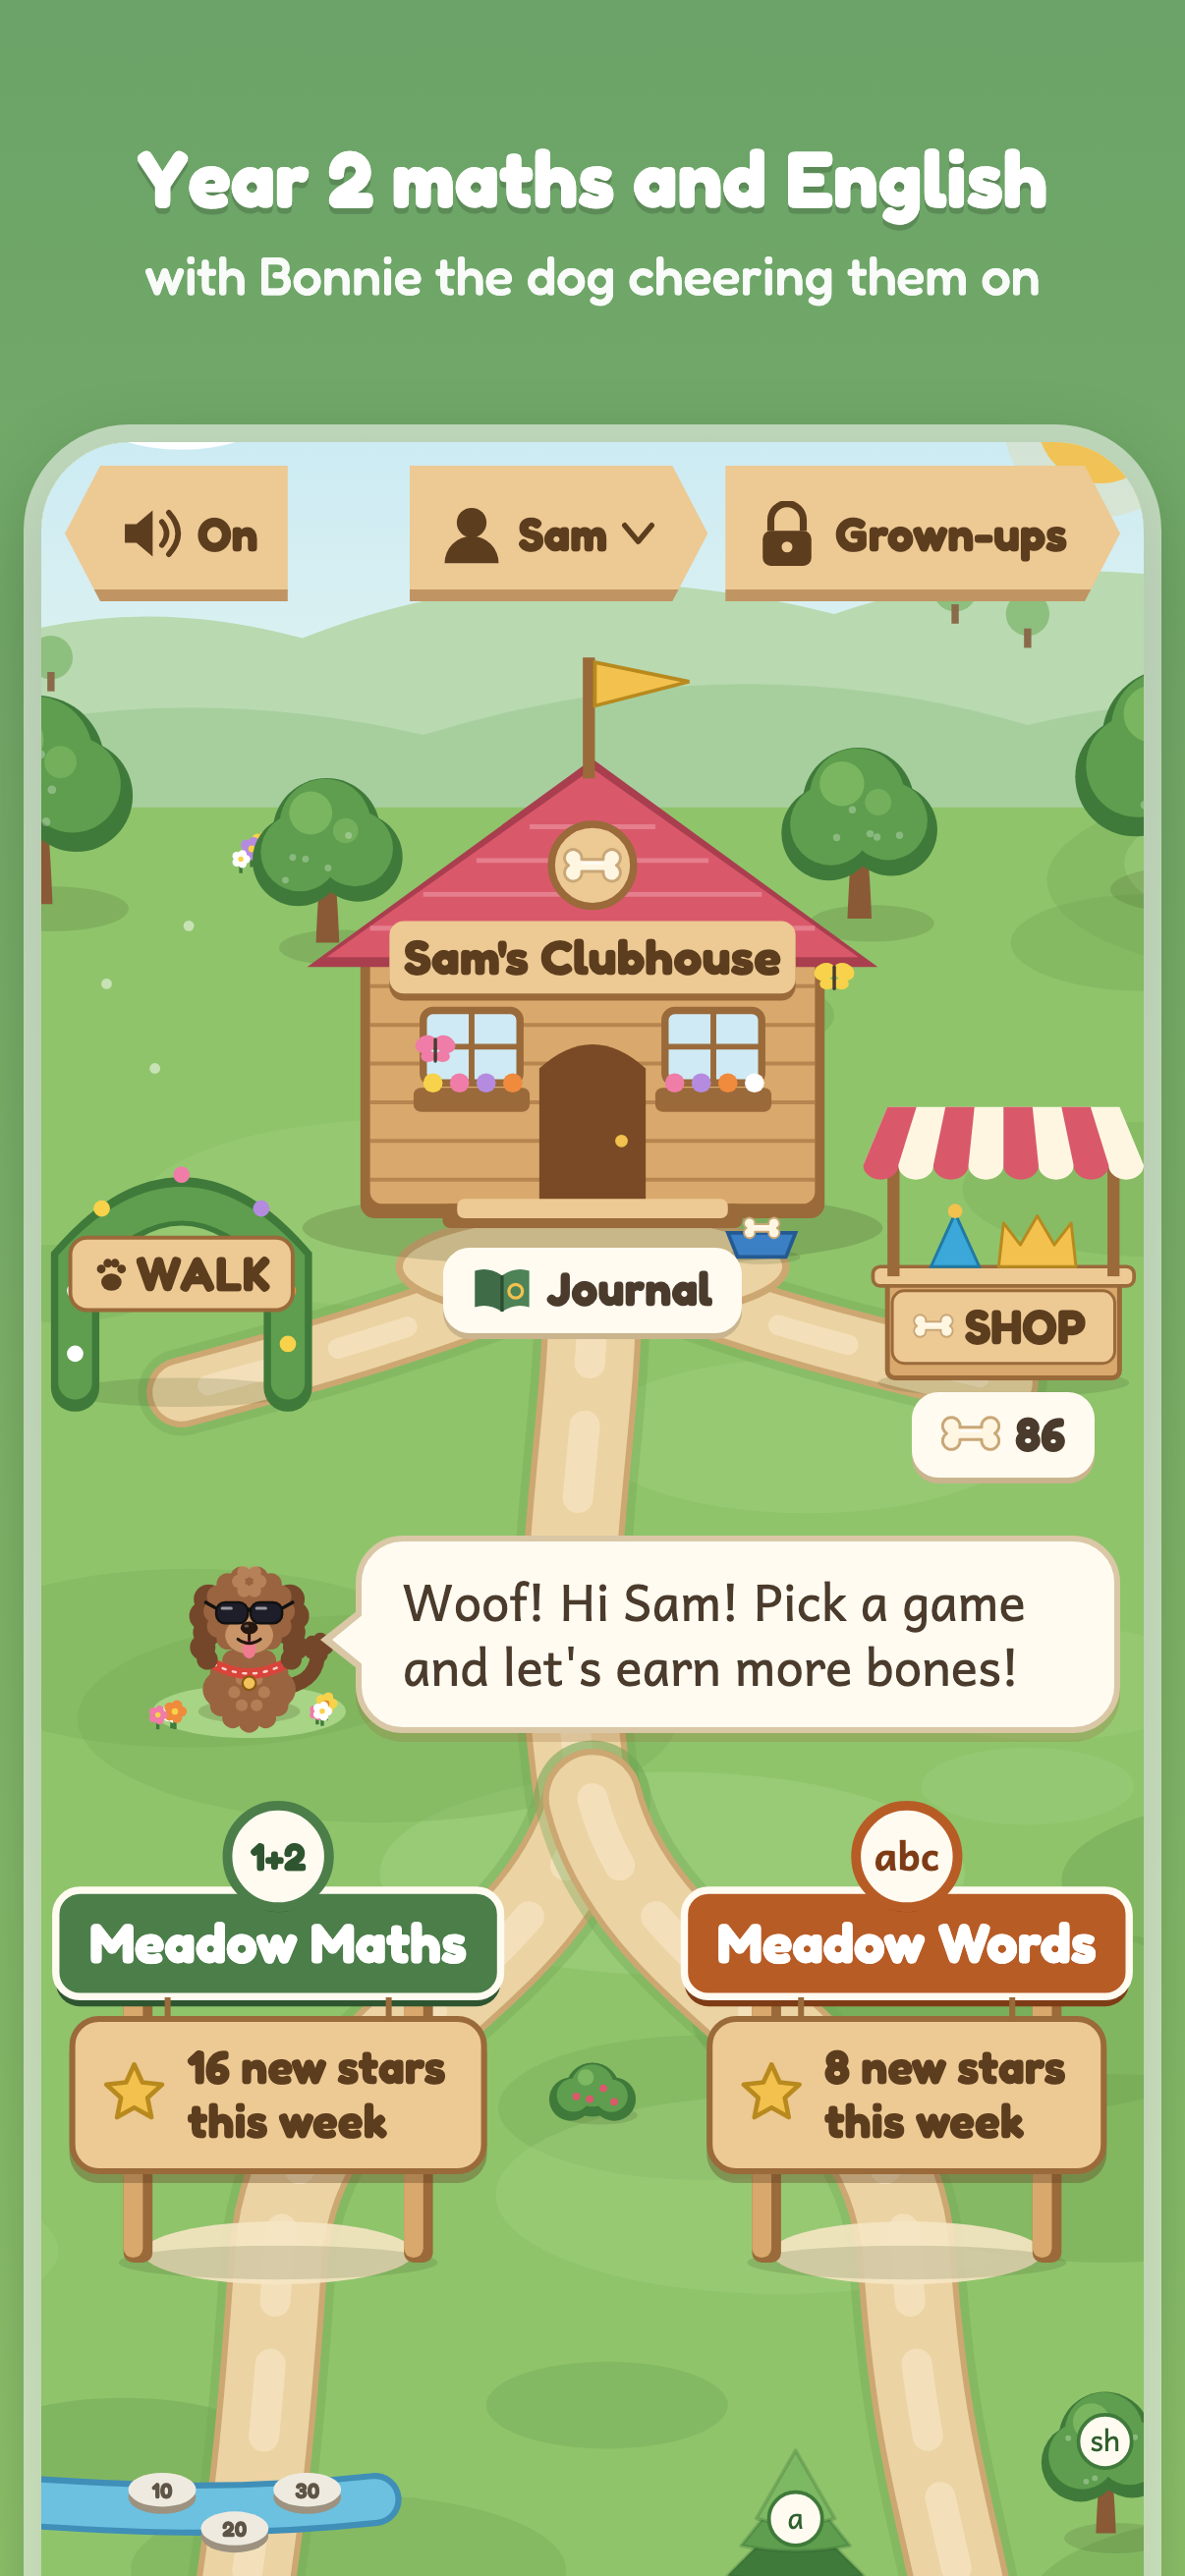 Year 2 maths and English
with Bonnie the dog cheering them on
On
Sam
Grown-ups
Sam's Clubhouse
WALK
Journal
SHOP
86
Woof! Hi Sam! Pick a game
and let's earn more bones!
1+2
Meadow Maths
16 new stars
this week
abc
Meadow Words
8 new stars
this week
10
20
30
a
sh